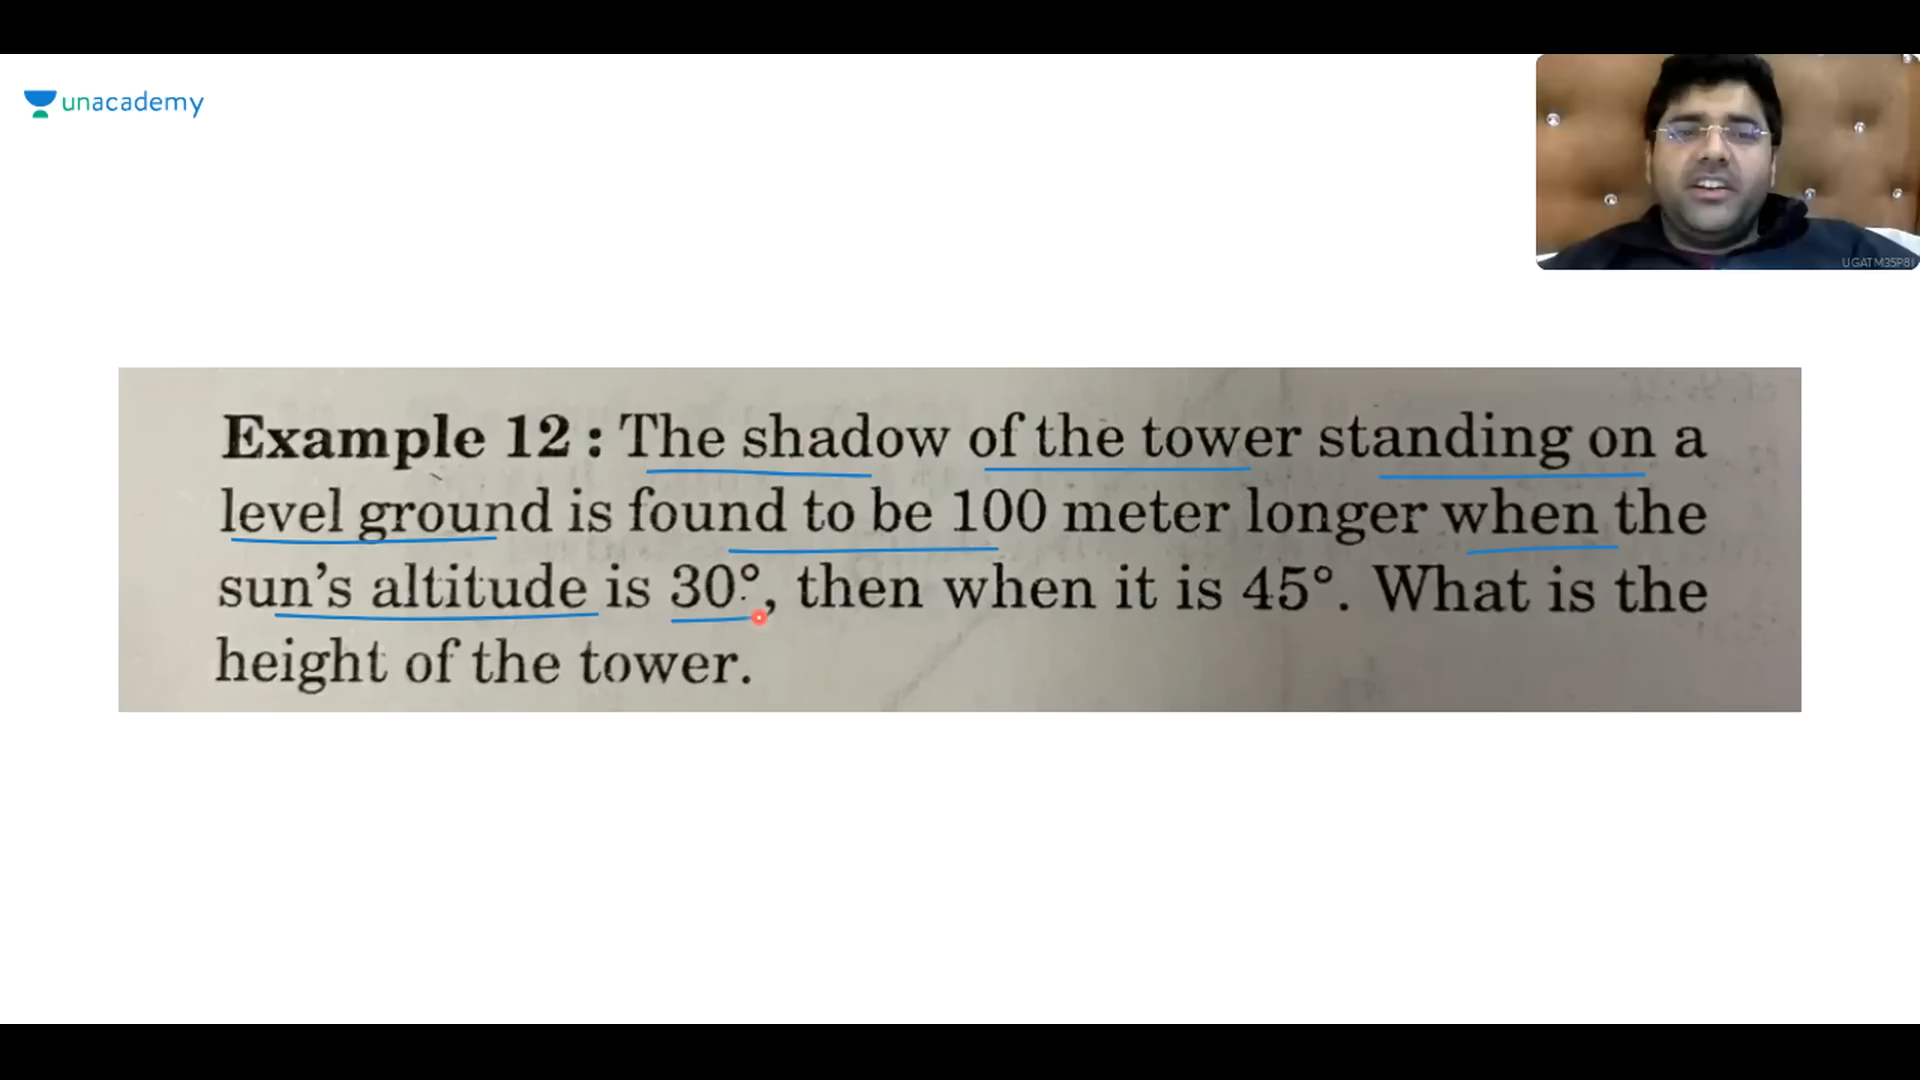 unacademy
UGATM35P8I
Example 12 : The shadow of the tower standing on a
level ground is found to be 100 meter longer when the
sun's altitude is 30°, then when it is 45°. What is the
height of the tower.